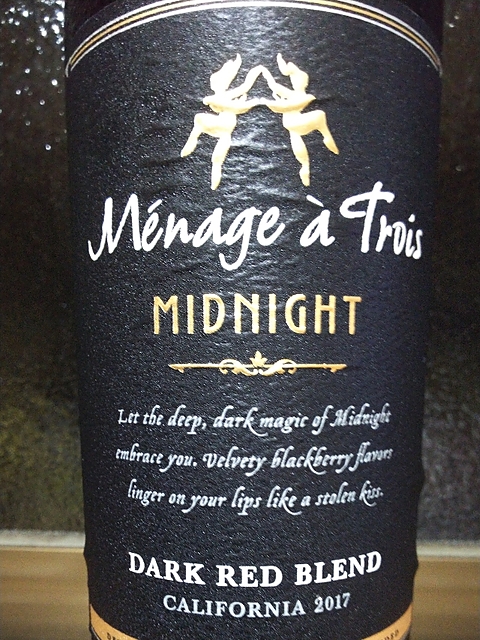 Ménage à Trois
MIDNIGHT
Let the deep, dark magic of Midnight
embrace you. Velvety blackberry flavors
linger on your lips like a stolen kiss.
DARK RED BLEND
CALIFORNIA 2017